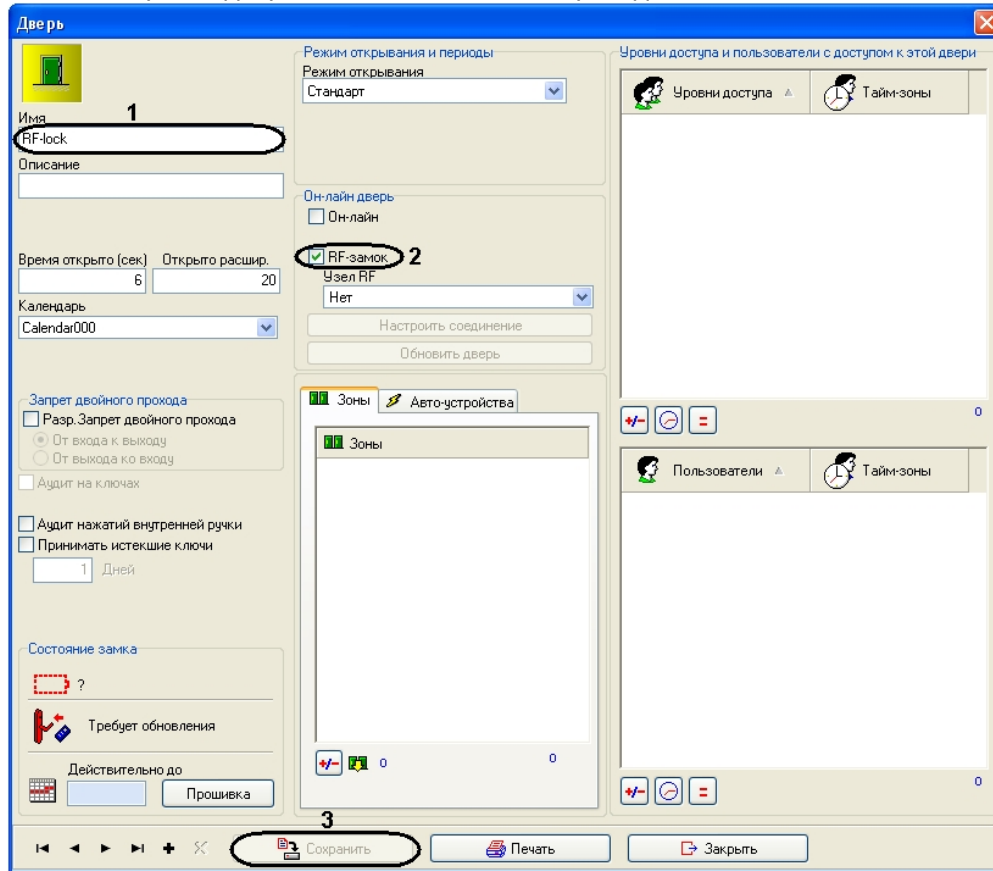 Дверь
Имя
1
RF-lock
Описание
Время открыто (сек) Открыто расшир.
6 20
Календарь
Calendar000
Запрет двойного прохода
Разр.Запрет двойного прохода
От входа к выходу
От выхода ко входу
Аудит на ключах
Аудит нажатий внутренней ручки
Принимать истекшие ключи
1 Дней
Состояние замка
?
Требует обновления
Действительно до
Прошивка
Режим открывания и периоды
Режим открывания
Стандарт
Он-лайн дверь
Он-лайн
RF-замок 2
Узел RF
Нет
Настроить соединение
Обновить дверь
Зоны Авто-устройства
Зоны
0 0
Уровни доступа и пользователи с доступом к этой двери
Уровни доступа Тайм-зоны
+/- = 0
Пользователи Тайм-зоны
+/- = 0
3
Сохранить Печать Закрыть